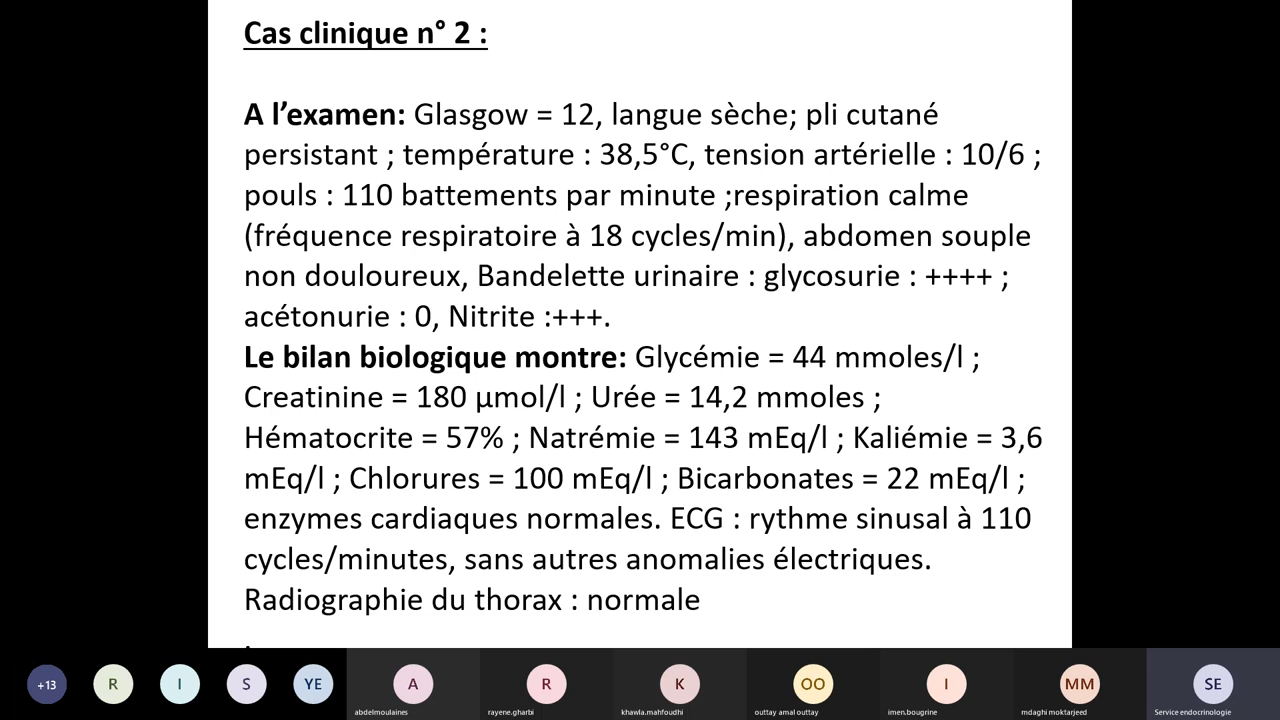 Cas clinique n° 2 :
A l’examen: Glasgow = 12, langue sèche; pli cutané
persistant ; température : 38,5°C, tension artérielle : 10/6 ;
pouls : 110 battements par minute ;respiration calme
(fréquence respiratoire à 18 cycles/min), abdomen souple
non douloureux, Bandelette urinaire : glycosurie : ++++ ;
acétonurie : 0, Nitrite :+++.
Le bilan biologique montre: Glycémie = 44 mmoles/l ;
Creatinine = 180 µmol/l ; Urée = 14,2 mmoles ;
Hématocrite = 57% ; Natrémie = 143 mEq/l ; Kaliémie = 3,6
mEq/l ; Chlorures = 100 mEq/l ; Bicarbonates = 22 mEq/l ;
enzymes cardiaques normales. ECG : rythme sinusal à 110
cycles/minutes, sans autres anomalies électriques.
Radiographie du thorax : normale
.
+13 R I S YE A R K OO I MM SE
abdelmoulaines rayene.gharbi khawla.mahfoudhi outtay amal outtay imen.bougrine mdaghi moktarjeed Service endocrinologie